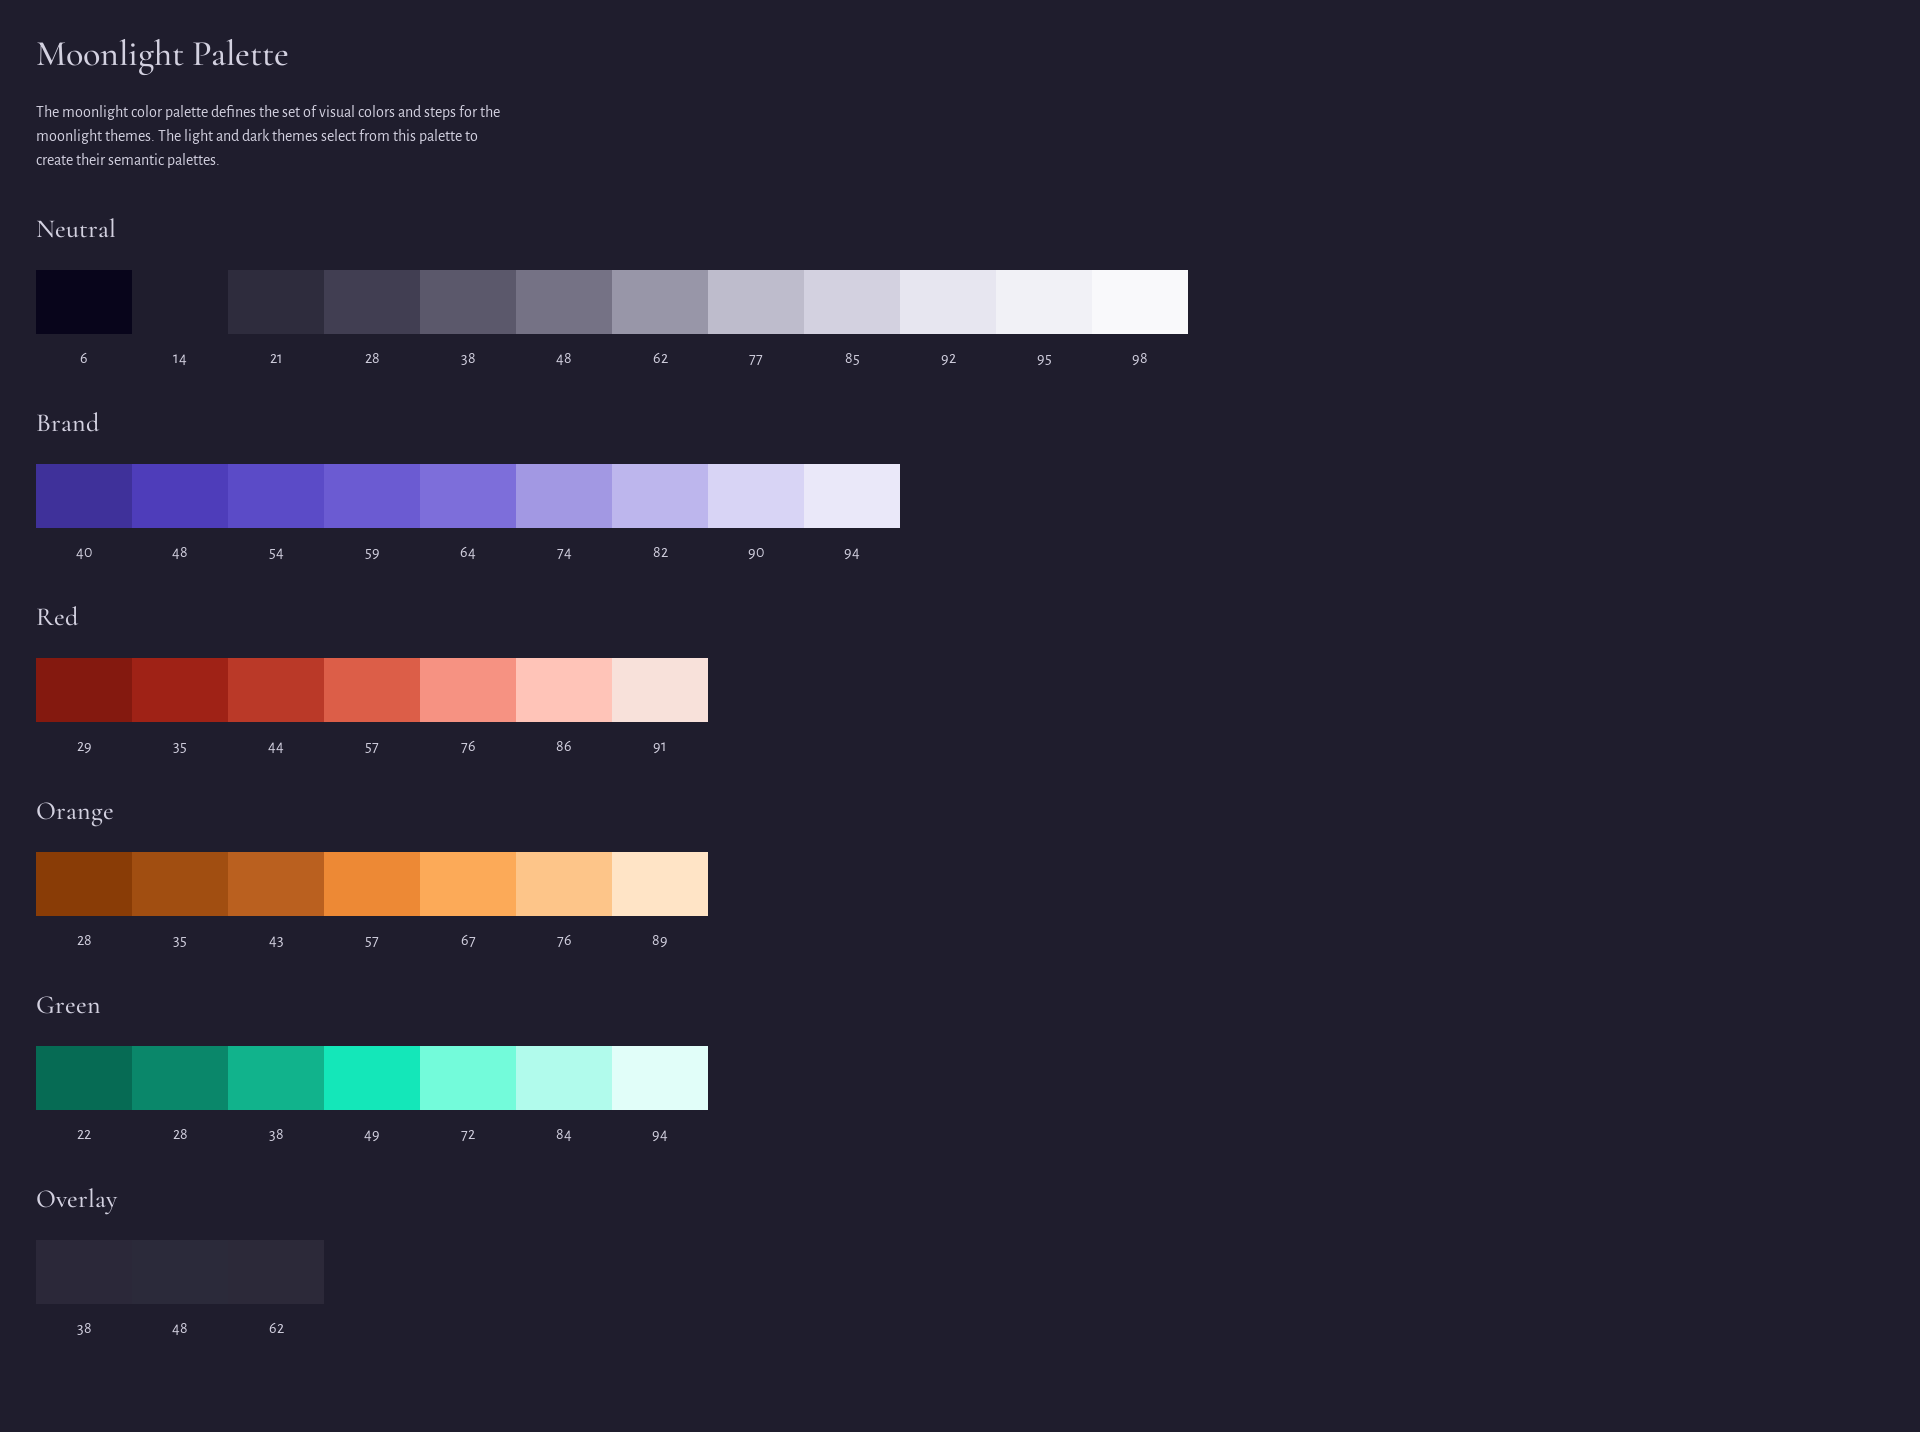 Moonlight Palette
The moonlight color palette defines the set of visual colors and steps for the
moonlight themes. The light and dark themes select from this palette to
create their semantic palettes.
Neutral
6 14 21 28 38 48 62 77 85 92 95 98
Brand
40 48 54 59 64 74 82 90 94
Red
29 35 44 57 76 86 91
Orange
28 35 43 57 67 76 89
Green
22 28 38 49 72 84 94
Overlay
38 48 62